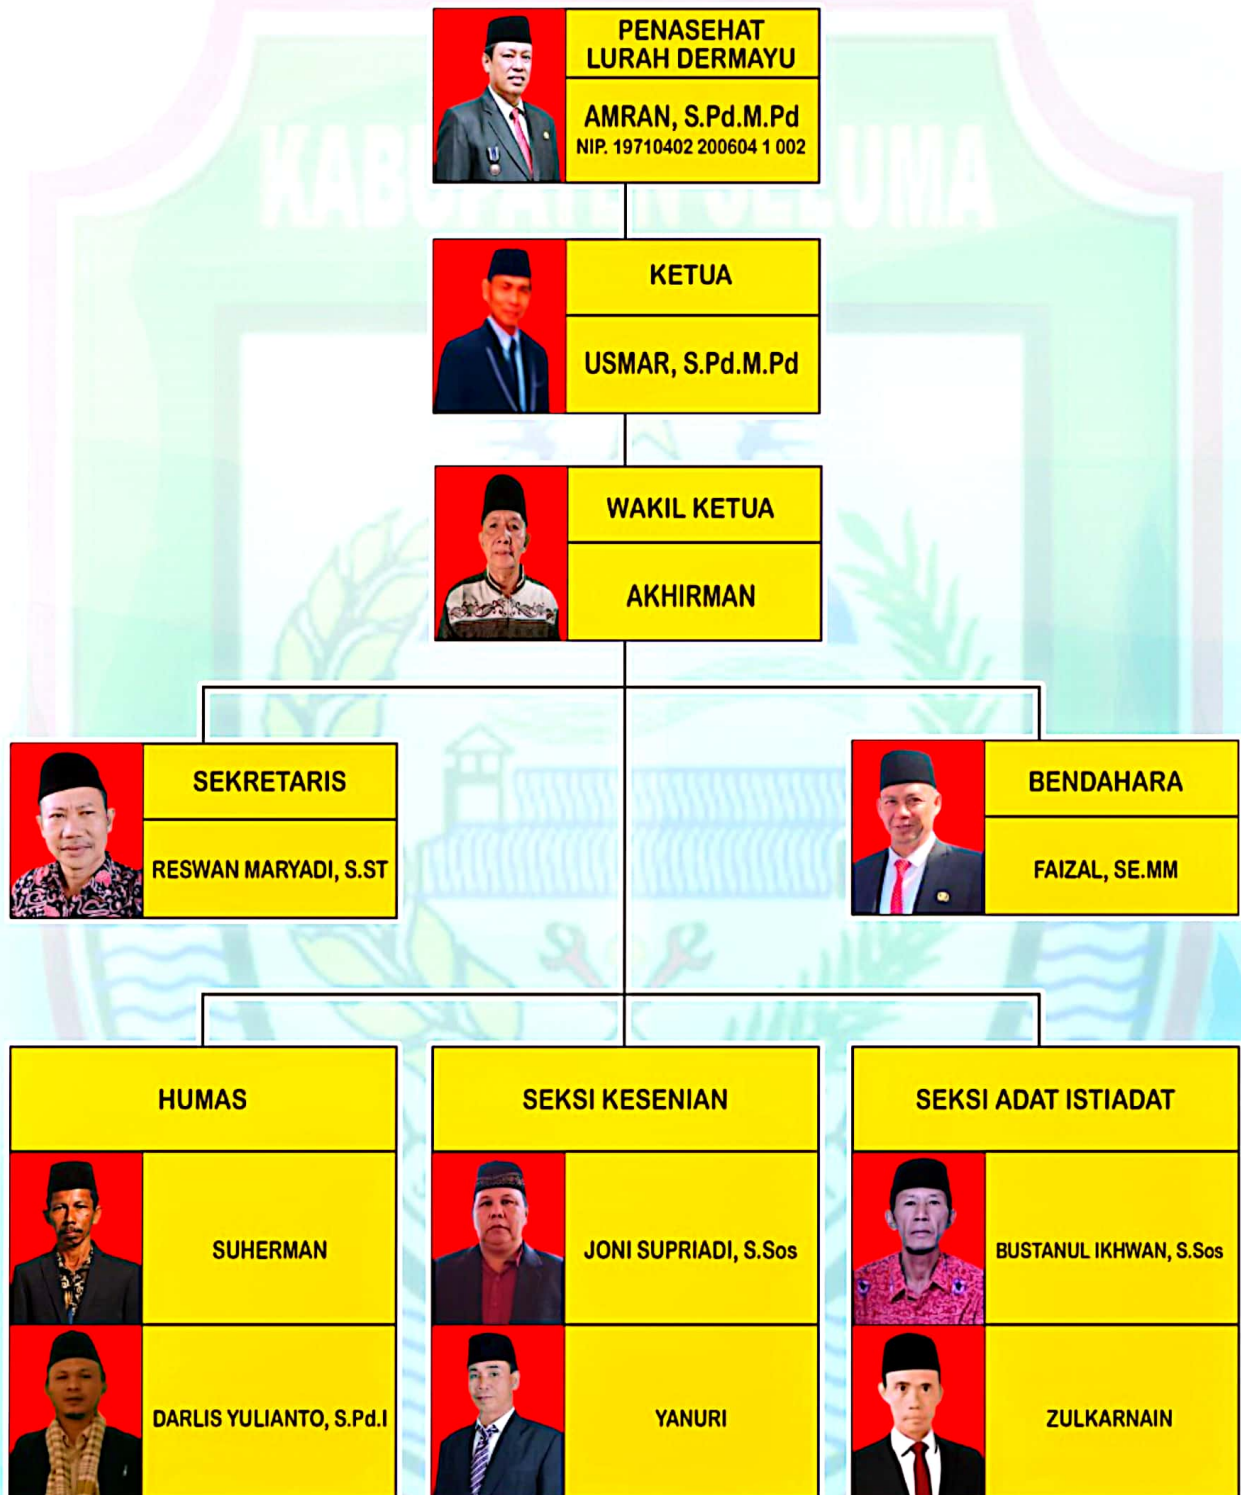 KABUPATEN SELUMA
PENASEHAT
LURAH DERMAYU
AMRAN, S.Pd.M.Pd
NIP. 19710402 200604 1 002
KETUA
USMAR, S.Pd.M.Pd
WAKIL KETUA
AKHIRMAN
SEKRETARIS
RESWAN MARYADI, S.ST
BENDAHARA
FAIZAL, SE.MM
HUMAS
SUHERMAN
DARLIS YULIANTO, S.Pd.I
SEKSI KESENIAN
JONI SUPRIADI, S.Sos
YANURI
SEKSI ADAT ISTIADAT
BUSTANUL IKHWAN, S.Sos
ZULKARNAIN